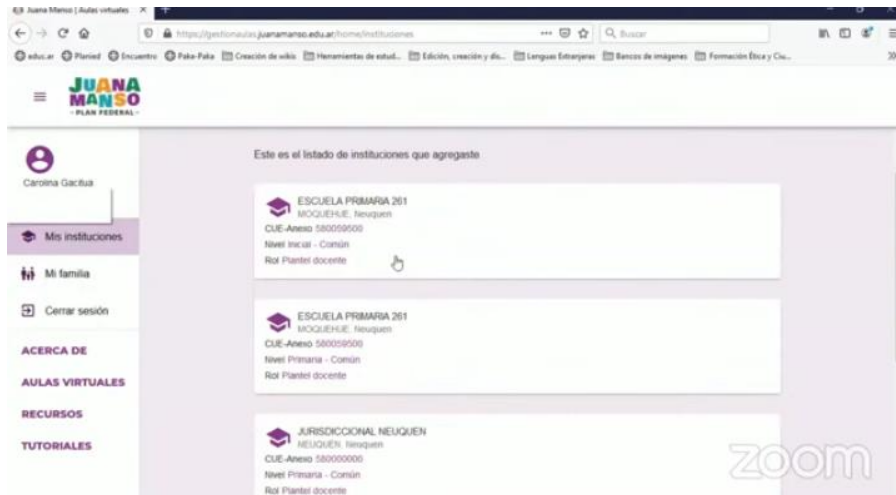 Juana Manso | Aulas virtuales
https://gestionaulas.juanamanso.edu.ar/home/instituciones
Buscar
educ.ar
Planied
Encuentro
Paka-Paka
Creación de wikis
Herramientas de estud...
Edición, creación y dis...
Lenguas Extranjeras
Bancos de imágenes
Formación Ética y Ciu...
JUANA
MANSO
- PLAN FEDERAL -
Carolina Gacitua
Mis instituciones
Mi familia
Cerrar sesión
ACERCA DE
AULAS VIRTUALES
RECURSOS
TUTORIALES
Este es el listado de instituciones que agregaste
ESCUELA PRIMARIA 261
MOQUEHUE, Neuquen
CUE-Anexo 580059500
Nivel Inicial - Común
Rol Plantel docente
ESCUELA PRIMARIA 261
MOQUEHUE, Neuquen
CUE-Anexo 580059500
Nivel Primaria - Común
Rol Plantel docente
JURISDICCIONAL NEUQUEN
NEUQUEN, Neuquen
CUE-Anexo 580000000
Nivel Primaria - Común
Rol Plantel docente
zoom